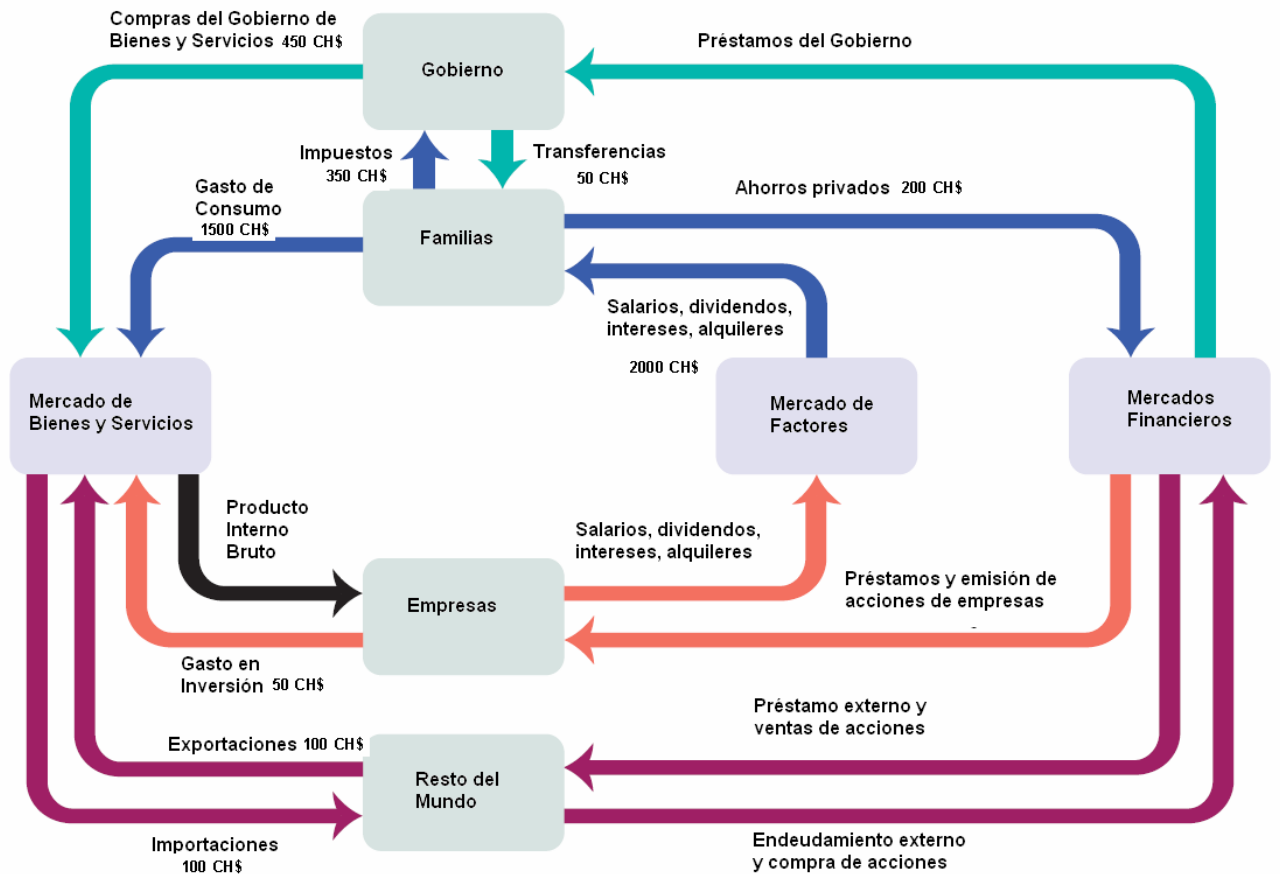 Compras del Gobierno de
Bienes y Servicios 450 CH$
Gobierno
Préstamos del Gobierno
Impuestos
350 CH$
Transferencias
50 CH$
Gasto de
Consumo
1500 CH$
Familias
Ahorros privados 200 CH$
Salarios, dividendos,
intereses, alquileres
2000 CH$
Mercado de
Bienes y Servicios
Mercado de
Factores
Mercados
Financieros
Producto
Interno
Bruto
Salarios, dividendos,
intereses, alquileres
Empresas
Préstamos y emisión de
acciones de empresas
Gasto en
Inversión 50 CH$
Préstamo externo y
ventas de acciones
Exportaciones 100 CH$
Resto del
Mundo
Importaciones
100 CH$
Endeudamiento externo
y compra de acciones